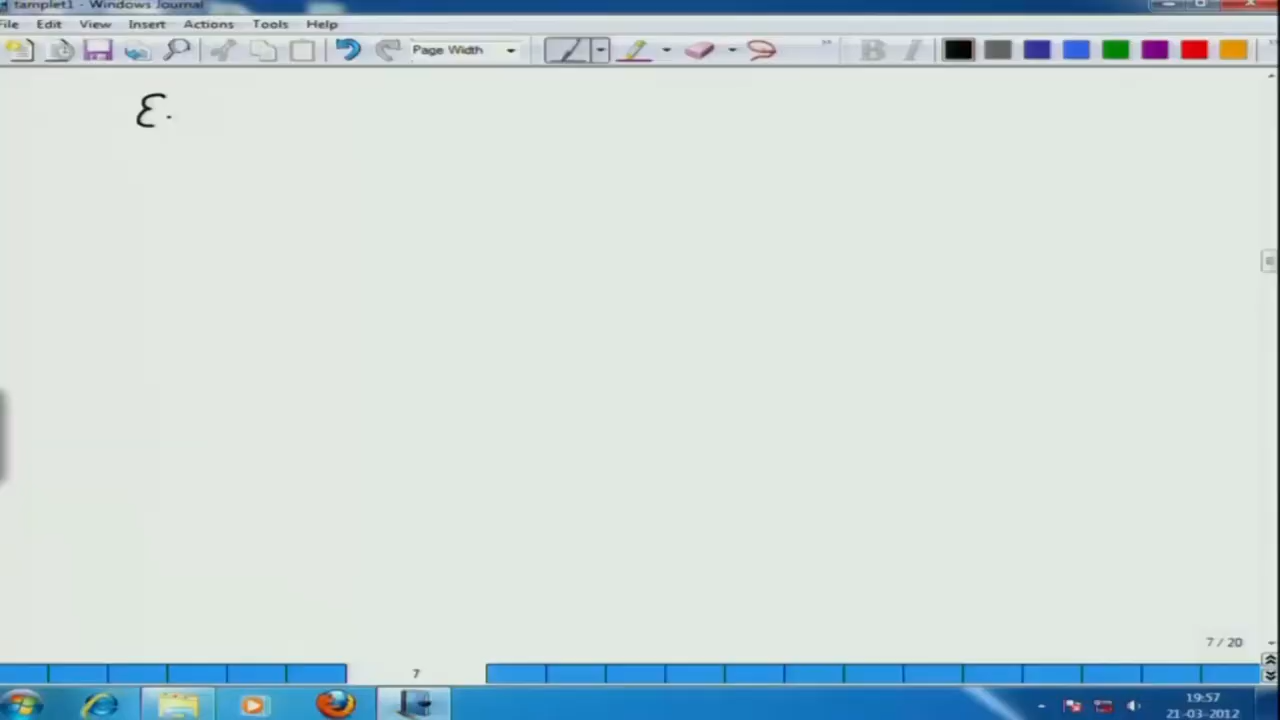 tamplet1 - Windows Journal
File Edit View Insert Actions Tools Help
Page Width B I
ε.
7 / 20
7
19:57
21-03-2012